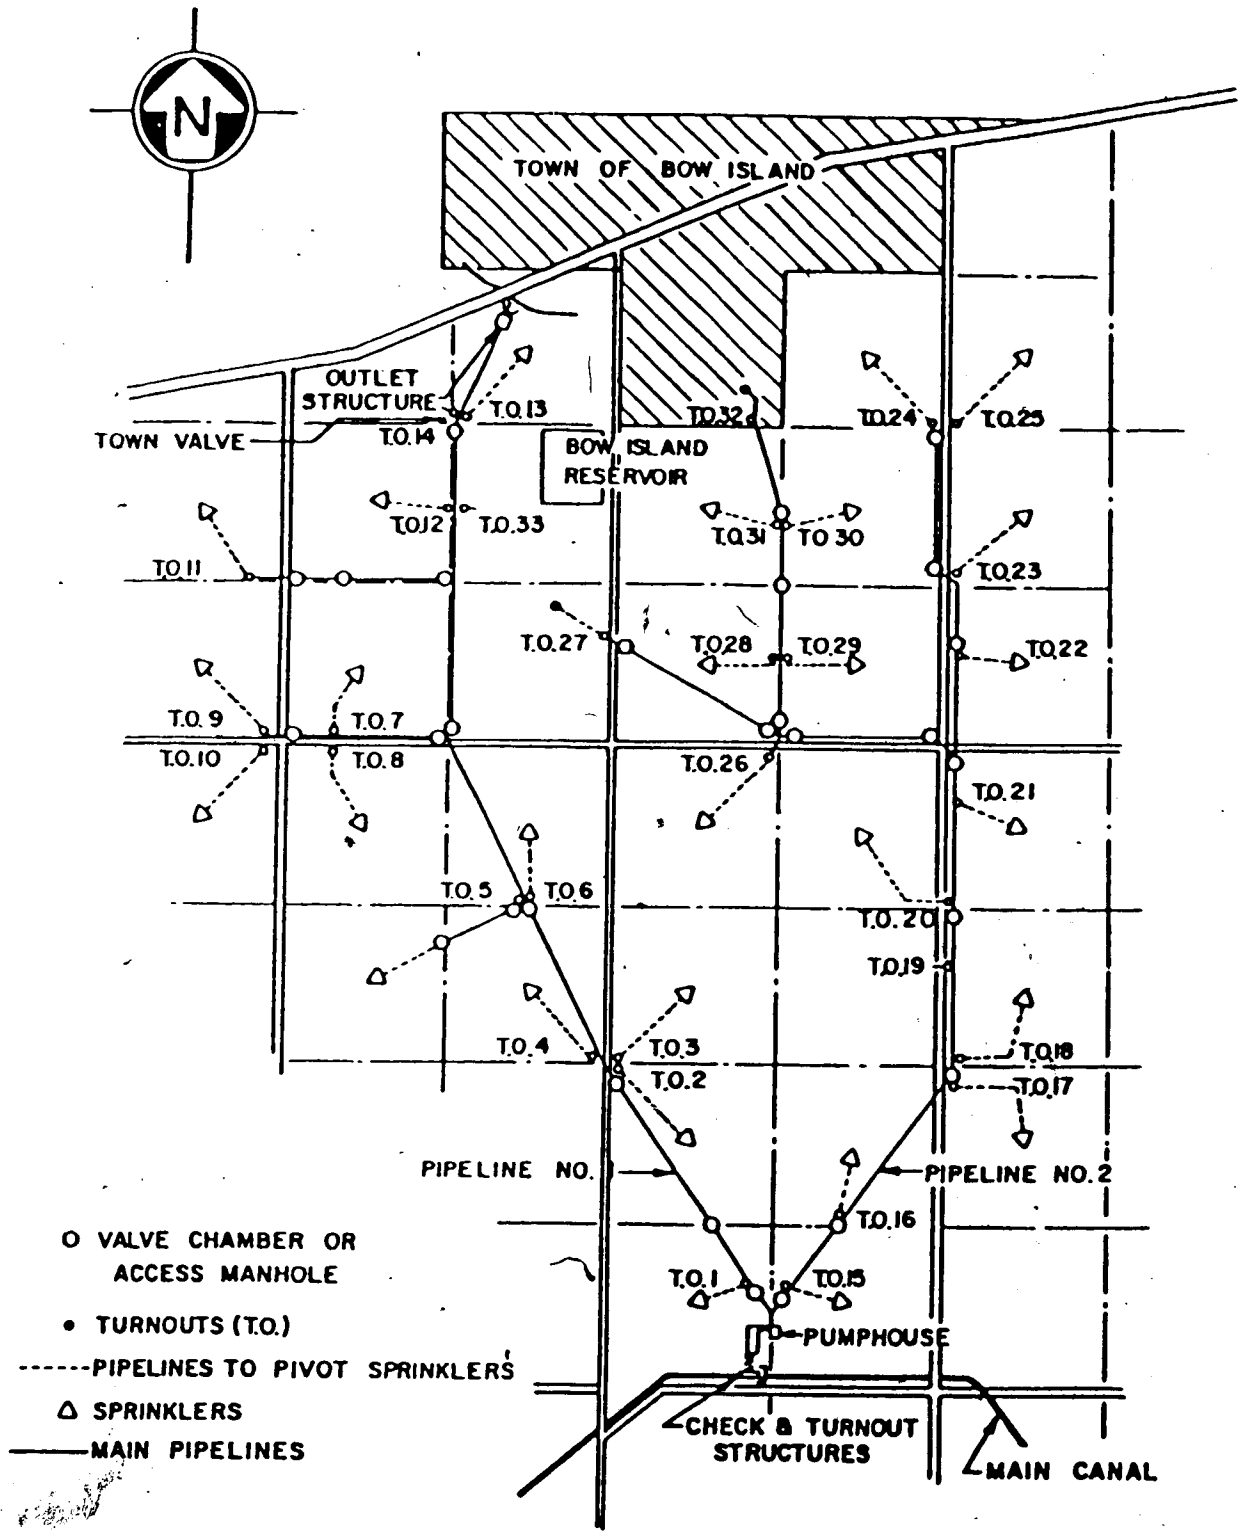 N
TOWN OF BOW ISLAND
OUTLET
STRUCTURE
T.O.13
TOWN VALVE
T.O.14
T.O.32
T.O.24
T.O.25
BOW ISLAND
RESERVOIR
T.O.12
T.O.33
T.O.31
T.O 30
T.O.11
T.O.23
T.O.27
T.O.28
T.O.29
T.O.22
T.O.9
T.O.7
T.O.10
T.O.8
T.O.26
T.O.21
T.O.5
T.O.6
T.O.20
T.O.19
T.O.4
T.O.3
T.O.18
T.O.2
T.O.17
PIPELINE NO.
PIPELINE NO.2
T.O.16
VALVE CHAMBER OR
ACCESS MANHOLE
T.O.1
T.O.15
TURNOUTS (T.O.)
PUMPHOUSE
PIPELINES TO PIVOT SPRINKLERS
SPRINKLERS
CHECK & TURNOUT
STRUCTURES
MAIN PIPELINES
MAIN CANAL